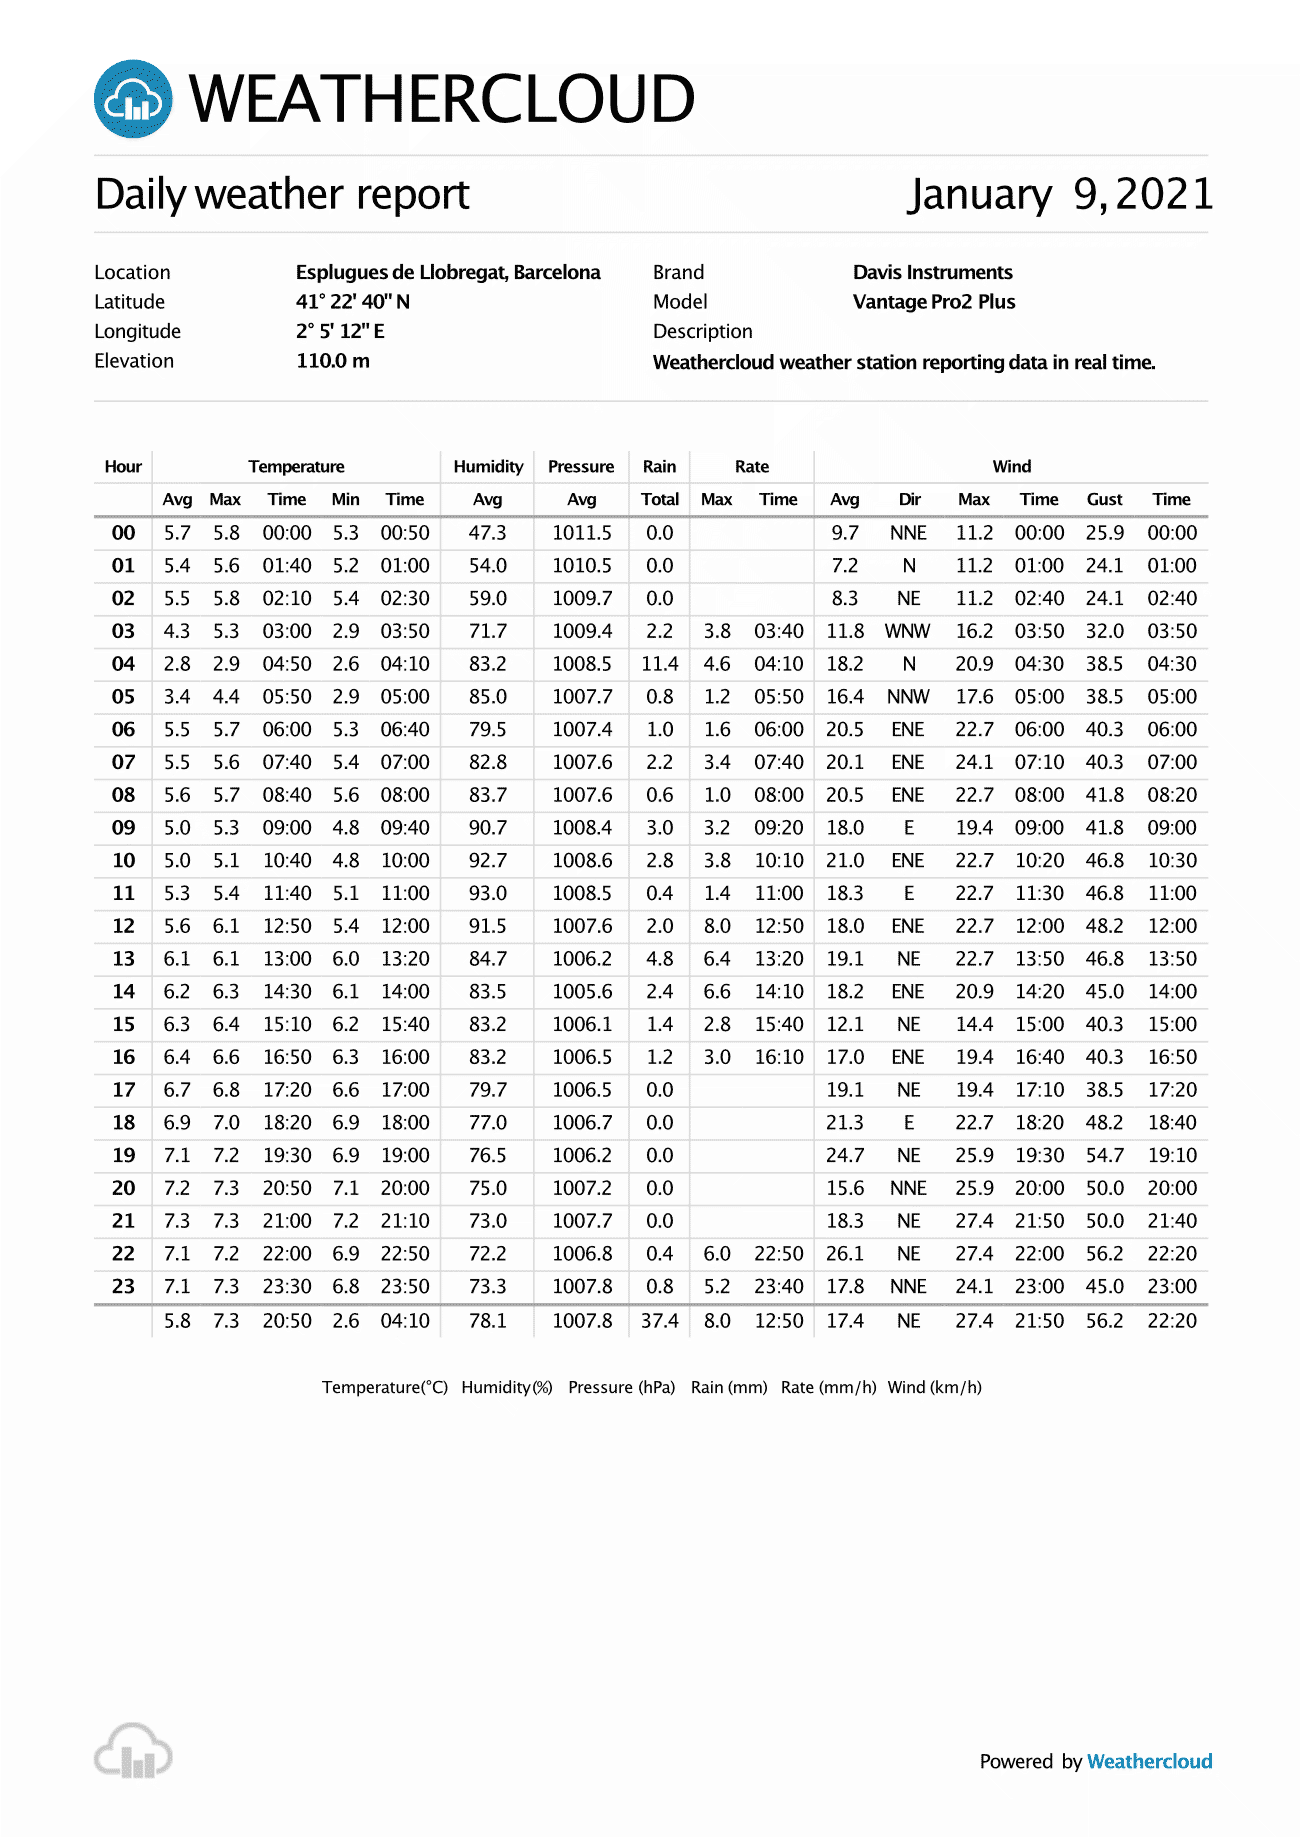 WEATHERCLOUD
Daily weather report January 9, 2021
Location Esplugues de Llobregat, Barcelona Brand Davis Instruments
Latitude 41° 22' 40" N Model Vantage Pro2 Plus
Longitude 2° 5' 12" E Description
Elevation 110.0 m Weathercloud weather station reporting data in real time.
Hour Temperature Humidity Pressure Rain Rate Wind
Avg Max Time Min Time Avg Avg Total Max Time Avg Dir Max Time Gust Time
00 5.7 5.8 00:00 5.3 00:50 47.3 1011.5 0.0 9.7 NNE 11.2 00:00 25.9 00:00
01 5.4 5.6 01:40 5.2 01:00 54.0 1010.5 0.0 7.2 N 11.2 01:00 24.1 01:00
02 5.5 5.8 02:10 5.4 02:30 59.0 1009.7 0.0 8.3 NE 11.2 02:40 24.1 02:40
03 4.3 5.3 03:00 2.9 03:50 71.7 1009.4 2.2 3.8 03:40 11.8 WNW 16.2 03:50 32.0 03:50
04 2.8 2.9 04:50 2.6 04:10 83.2 1008.5 11.4 4.6 04:10 18.2 N 20.9 04:30 38.5 04:30
05 3.4 4.4 05:50 2.9 05:00 85.0 1007.7 0.8 1.2 05:50 16.4 NNW 17.6 05:00 38.5 05:00
06 5.5 5.7 06:00 5.3 06:40 79.5 1007.4 1.0 1.6 06:00 20.5 ENE 22.7 06:00 40.3 06:00
07 5.5 5.6 07:40 5.4 07:00 82.8 1007.6 2.2 3.4 07:40 20.1 ENE 24.1 07:10 40.3 07:00
08 5.6 5.7 08:40 5.6 08:00 83.7 1007.6 0.6 1.0 08:00 20.5 ENE 22.7 08:00 41.8 08:20
09 5.0 5.3 09:00 4.8 09:40 90.7 1008.4 3.0 3.2 09:20 18.0 E 19.4 09:00 41.8 09:00
10 5.0 5.1 10:40 4.8 10:00 92.7 1008.6 2.8 3.8 10:10 21.0 ENE 22.7 10:20 46.8 10:30
11 5.3 5.4 11:40 5.1 11:00 93.0 1008.5 0.4 1.4 11:00 18.3 E 22.7 11:30 46.8 11:00
12 5.6 6.1 12:50 5.4 12:00 91.5 1007.6 2.0 8.0 12:50 18.0 ENE 22.7 12:00 48.2 12:00
13 6.1 6.1 13:00 6.0 13:20 84.7 1006.2 4.8 6.4 13:20 19.1 NE 22.7 13:50 46.8 13:50
14 6.2 6.3 14:30 6.1 14:00 83.5 1005.6 2.4 6.6 14:10 18.2 ENE 20.9 14:20 45.0 14:00
15 6.3 6.4 15:10 6.2 15:40 83.2 1006.1 1.4 2.8 15:40 12.1 NE 14.4 15:00 40.3 15:00
16 6.4 6.6 16:50 6.3 16:00 83.2 1006.5 1.2 3.0 16:10 17.0 ENE 19.4 16:40 40.3 16:50
17 6.7 6.8 17:20 6.6 17:00 79.7 1006.5 0.0 19.1 NE 19.4 17:10 38.5 17:20
18 6.9 7.0 18:20 6.9 18:00 77.0 1006.7 0.0 21.3 E 22.7 18:20 48.2 18:40
19 7.1 7.2 19:30 6.9 19:00 76.5 1006.2 0.0 24.7 NE 25.9 19:30 54.7 19:10
20 7.2 7.3 20:50 7.1 20:00 75.0 1007.2 0.0 15.6 NNE 25.9 20:00 50.0 20:00
21 7.3 7.3 21:00 7.2 21:10 73.0 1007.7 0.0 18.3 NE 27.4 21:50 50.0 21:40
22 7.1 7.2 22:00 6.9 22:50 72.2 1006.8 0.4 6.0 22:50 26.1 NE 27.4 22:00 56.2 22:20
23 7.1 7.3 23:30 6.8 23:50 73.3 1007.8 0.8 5.2 23:40 17.8 NNE 24.1 23:00 45.0 23:00
5.8 7.3 20:50 2.6 04:10 78.1 1007.8 37.4 8.0 12:50 17.4 NE 27.4 21:50 56.2 22:20
Temperature(°C) Humidity(%) Pressure (hPa) Rain (mm) Rate (mm/h) Wind (km/h)
Powered by Weathercloud